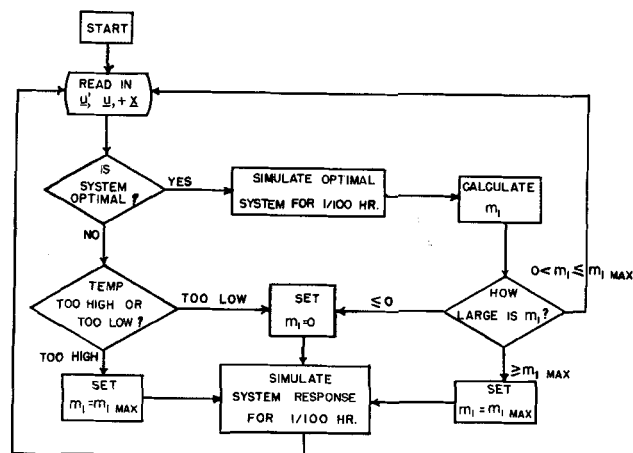 START
READ IN
u', u, + x
IS
SYSTEM
OPTIMAL ?
YES
NO
SIMULATE OPTIMAL
SYSTEM FOR 1/100 HR.
CALCULATE
m₁
0 < m₁ ≤ m₁ MAX
TEMP
TOO HIGH OR
TOO LOW ?
TOO LOW
SET
m₁=0
≤0
HOW
LARGE IS m₁?
TOO HIGH
≥m₁ MAX
SET
m₁=m₁ MAX
SIMULATE
SYSTEM RESPONSE
FOR 1/100 HR.
SET
m₁ = m₁ MAX